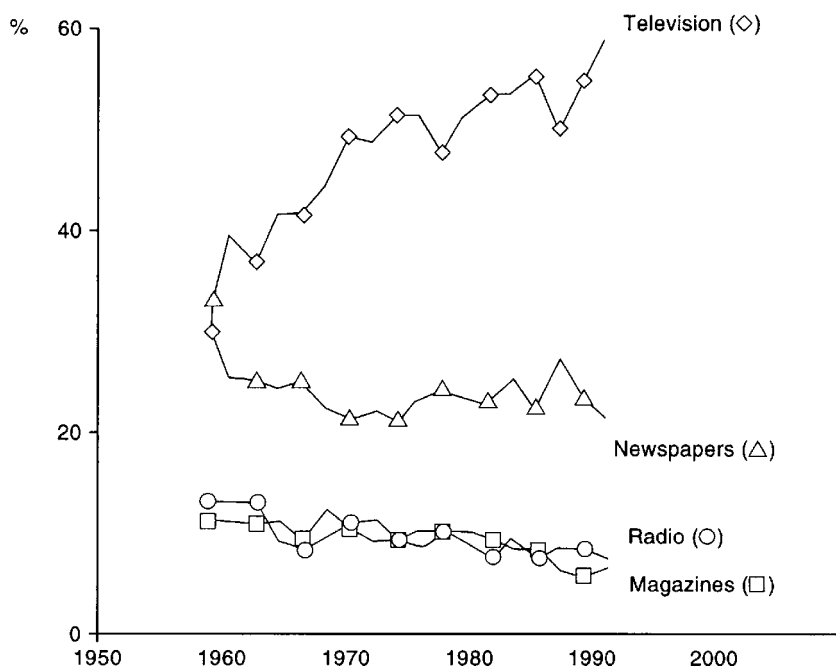 %
60
Television (◇)
40
20
Newspapers (△)
Radio (○)
Magazines (□)
0
1950 1960 1970 1980 1990 2000